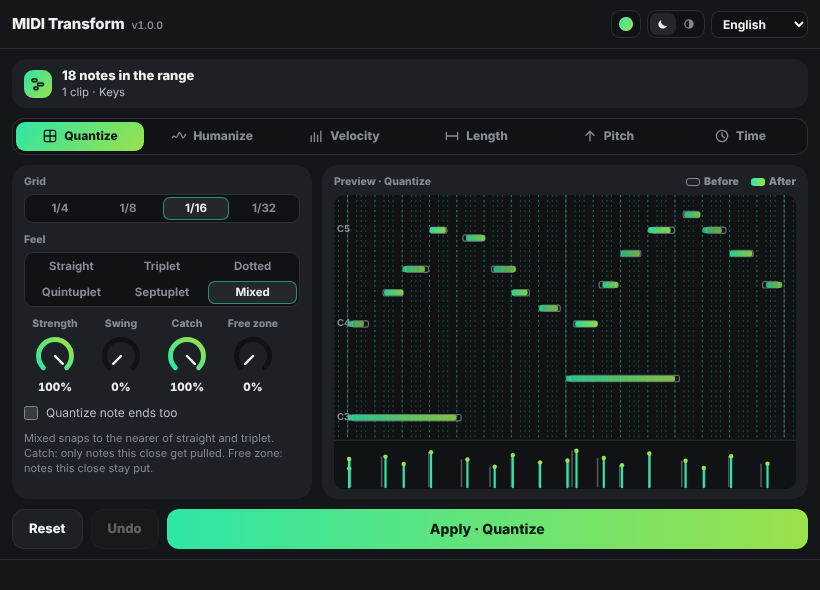 MIDI Transform v1.0.0
English
18 notes in the range
1 clip · Keys
Quantize
Humanize
Velocity
Length
Pitch
Time
Grid
1/4
1/8
1/16
1/32
Feel
Straight
Triplet
Dotted
Quintuplet
Septuplet
Mixed
Strength
Swing
Catch
Free zone
100%
0%
100%
0%
Quantize note ends too
Mixed snaps to the nearer of straight and triplet.
Catch: only notes this close get pulled. Free zone:
notes this close stay put.
Preview · Quantize
Before
After
C5
C4
C3
Reset
Undo
Apply · Quantize